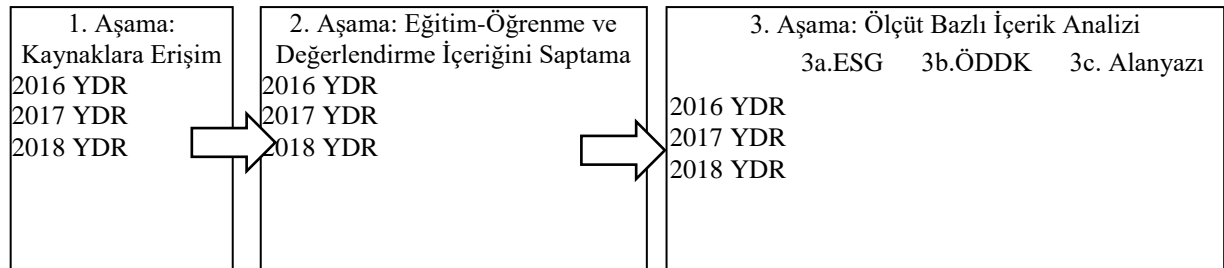 1. Aşama:
Kaynaklara Erişim
2016 YDR
2017 YDR
2018 YDR
2. Aşama: Eğitim-Öğrenme ve
Değerlendirme İçeriğini Saptama
2016 YDR
2017 YDR
2018 YDR
3. Aşama: Ölçüt Bazlı İçerik Analizi
3a.ESG 3b.ÖDDK 3c. Alanyazı
2016 YDR
2017 YDR
2018 YDR